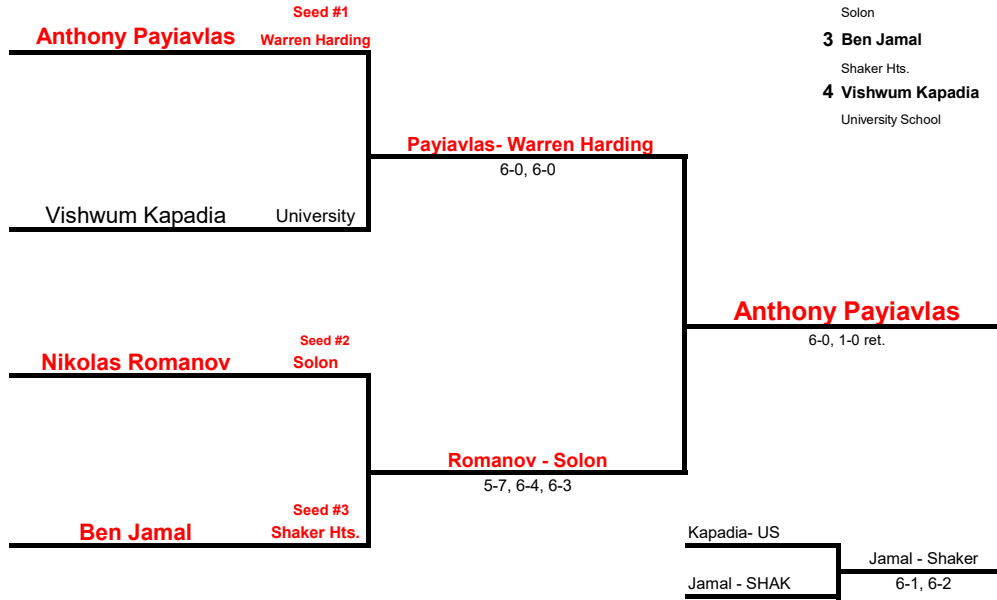 Seed #1
Anthony Payiavlas Warren Harding
Solon
3 Ben Jamal
Shaker Hts.
4 Vishwum Kapadia
University School
Payiavlas- Warren Harding
6-0, 6-0
Vishwum Kapadia University
Anthony Payiavlas
6-0, 1-0 ret.
Seed #2
Nikolas Romanov Solon
Romanov - Solon
5-7, 6-4, 6-3
Seed #3
Ben Jamal Shaker Hts.
Kapadia- US
Jamal - Shaker
Jamal - SHAK
6-1, 6-2